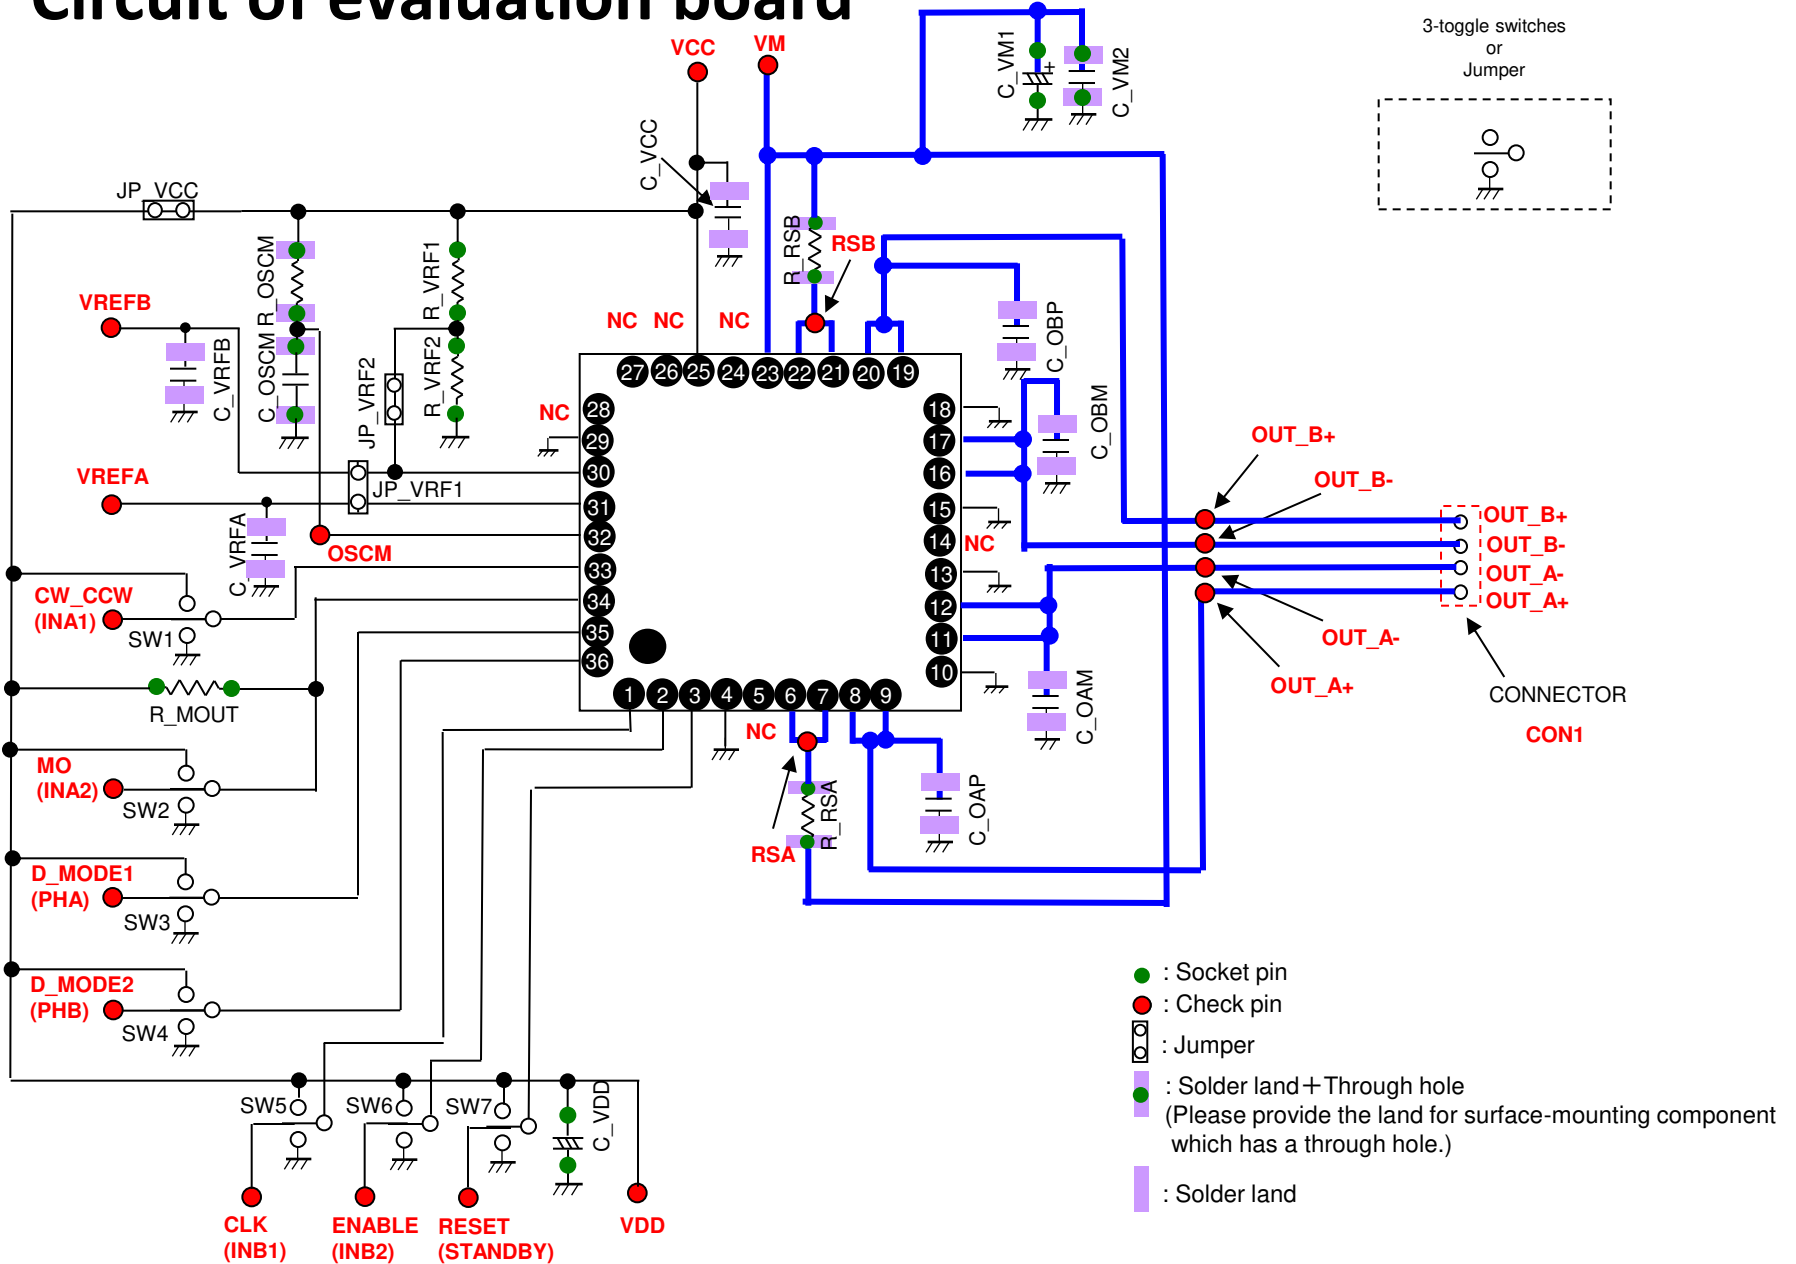 Circuit of evaluation board
3-toggle switches
or
Jumper
VCC
VM
C_VM1
+
C_VM2
C_VCC
JP_VCC
R_RSB
RSB
R_OSCM
R_VRF1
VREFB
NC
NC
NC
C_VRFB
C_OSCM
JP_VRF2
R_VRF2
C_OBP
C_OBM
27
26
25
24
23
22
21
20
19
NC
28
29
30
31
32
33
34
35
36
18
17
16
15
14
13
12
11
10
NC
1
2
3
4
5
6
7
8
9
NC
VREFA
JP_VRF1
C_VRFA
OSCM
OUT_B+
OUT_B-
OUT_B+
OUT_B-
OUT_A-
OUT_A+
OUT_A-
OUT_A+
CONNECTOR
CON1
CW_CCW
(INA1)
SW1
R_MOUT
MO
(INA2)
SW2
C_OAM
C_OAP
R_RSA
RSA
D_MODE1
(PHA)
SW3
D_MODE2
(PHB)
SW4
SW5
SW6
SW7
C_VDD
CLK
(INB1)
ENABLE
(INB2)
RESET
(STANDBY)
VDD
: Socket pin
: Check pin
: Jumper
: Solder land＋Through hole
(Please provide the land for surface-mounting component
which has a through hole.)
: Solder land